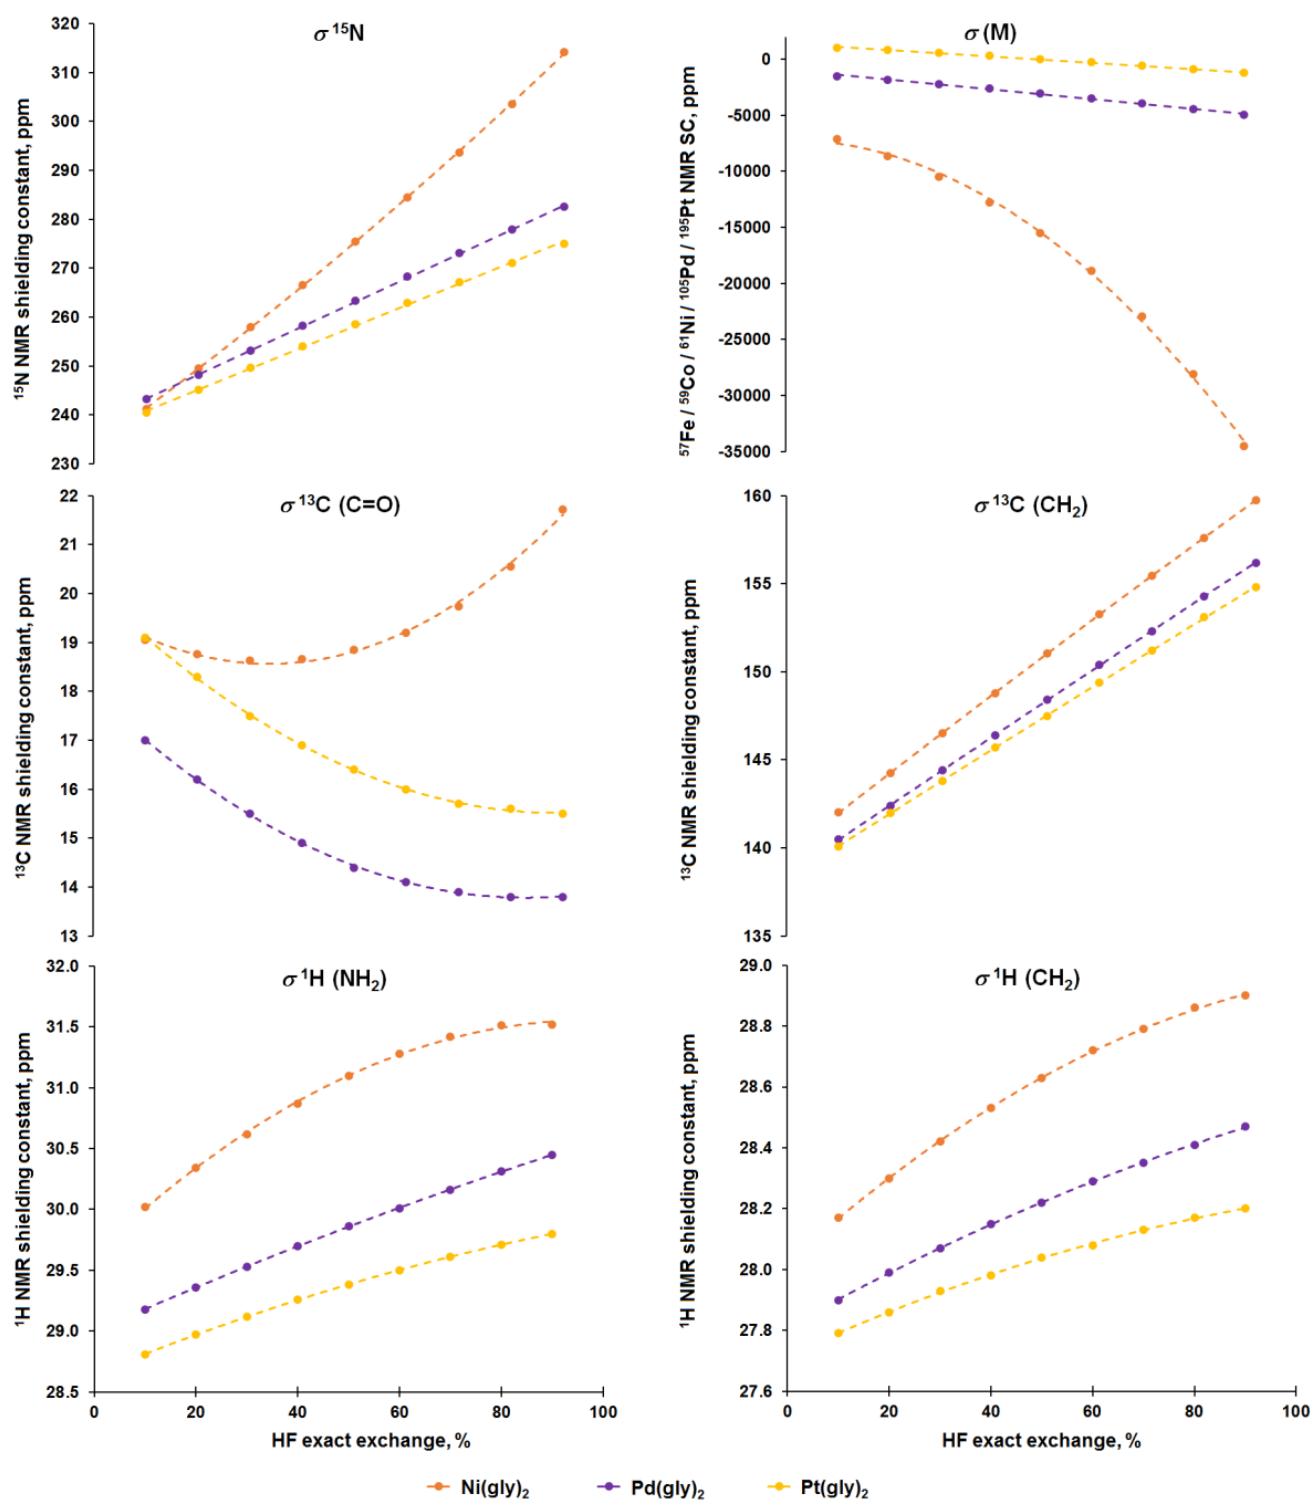 σ ¹⁵N
¹⁵N NMR shielding constant, ppm
320
310
300
290
280
270
260
250
240
230
σ (M)
⁵⁷Fe / ⁵⁹Co / ⁶¹Ni / ¹⁰⁵Pd / ¹⁹⁵Pt NMR SC, ppm
0
-5000
-10000
-15000
-20000
-25000
-30000
-35000
σ ¹³C (C=O)
¹³C NMR shielding constant, ppm
22
21
20
19
18
17
16
15
14
13
σ ¹³C (CH₂)
¹³C NMR shielding constant, ppm
160
155
150
145
140
135
σ ¹H (NH₂)
¹H NMR shielding constant, ppm
32.0
31.5
31.0
30.5
30.0
29.5
29.0
28.5
0 20 40 60 80 100
HF exact exchange, %
σ ¹H (CH₂)
¹H NMR shielding constant, ppm
29.0
28.8
28.6
28.4
28.2
28.0
27.8
27.6
0 20 40 60 80 100
HF exact exchange, %
Ni(gly)₂ Pd(gly)₂ Pt(gly)₂